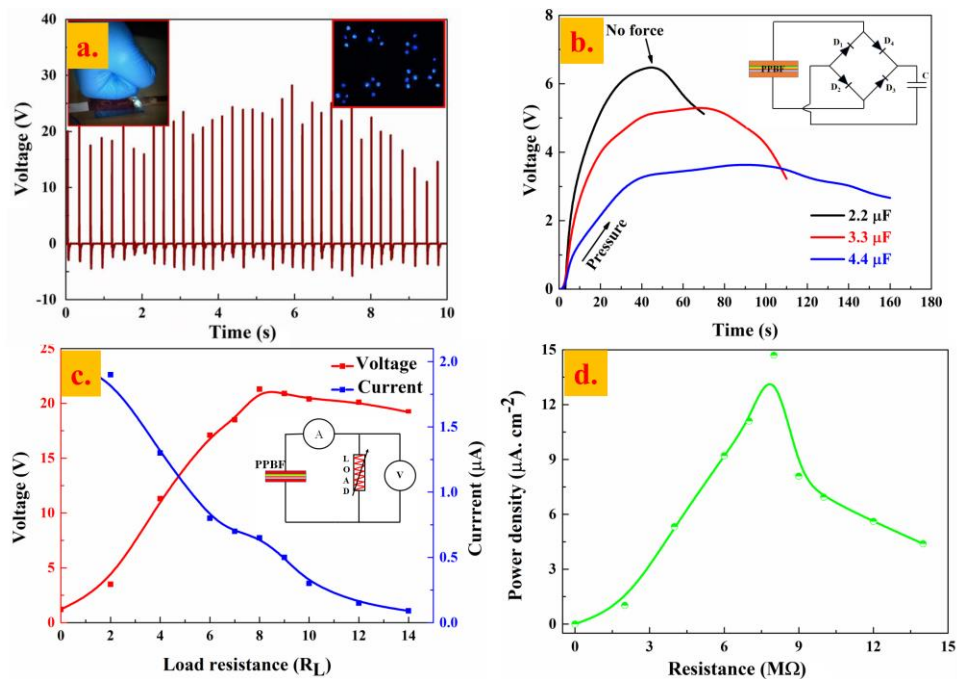 a.
Voltage (V)
40
30
20
10
0
-10
0 2 4 6 8 10
Time (s)
b.
No force
Pressure
PPBF
D1
D4
D2
D3
C
2.2 μF
3.3 μF
4.4 μF
Voltage (V)
8
6
4
2
0
0 20 40 60 80 100 120 140 160 180
Time (s)
c.
Voltage
Current
A
PPBF
L
O
A
D
V
Voltage (V)
25
20
15
10
5
0
2.0
1.5
1.0
0.5
0.0
Currrent (μA)
0 2 4 6 8 10 12 14
Load resistance (RL)
d.
Power density (μA. cm-2)
15
12
9
6
3
0
0 3 6 9 12 15
Resistance (MΩ)